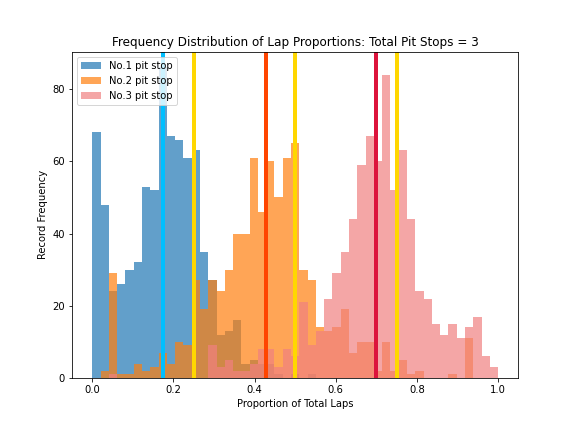 Frequency Distribution of Lap Proportions: Total Pit Stops = 3
No.1 pit stop
No.2 pit stop
No.3 pit stop
Record Frequency
80
60
40
20
0
0.0 0.2 0.4 0.6 0.8 1.0
Proportion of Total Laps